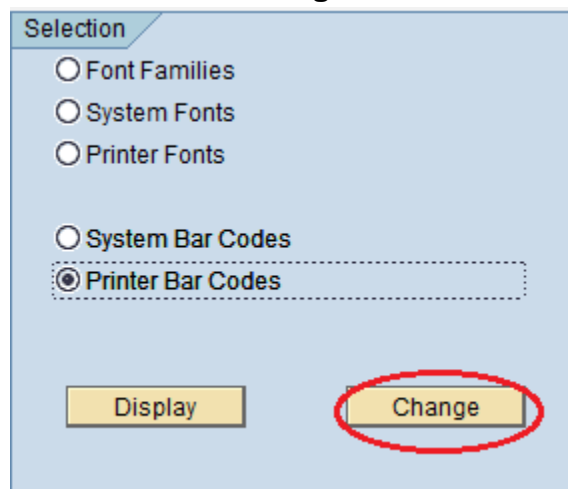 Selection
Font Families
System Fonts
Printer Fonts
System Bar Codes
Printer Bar Codes
Display Change